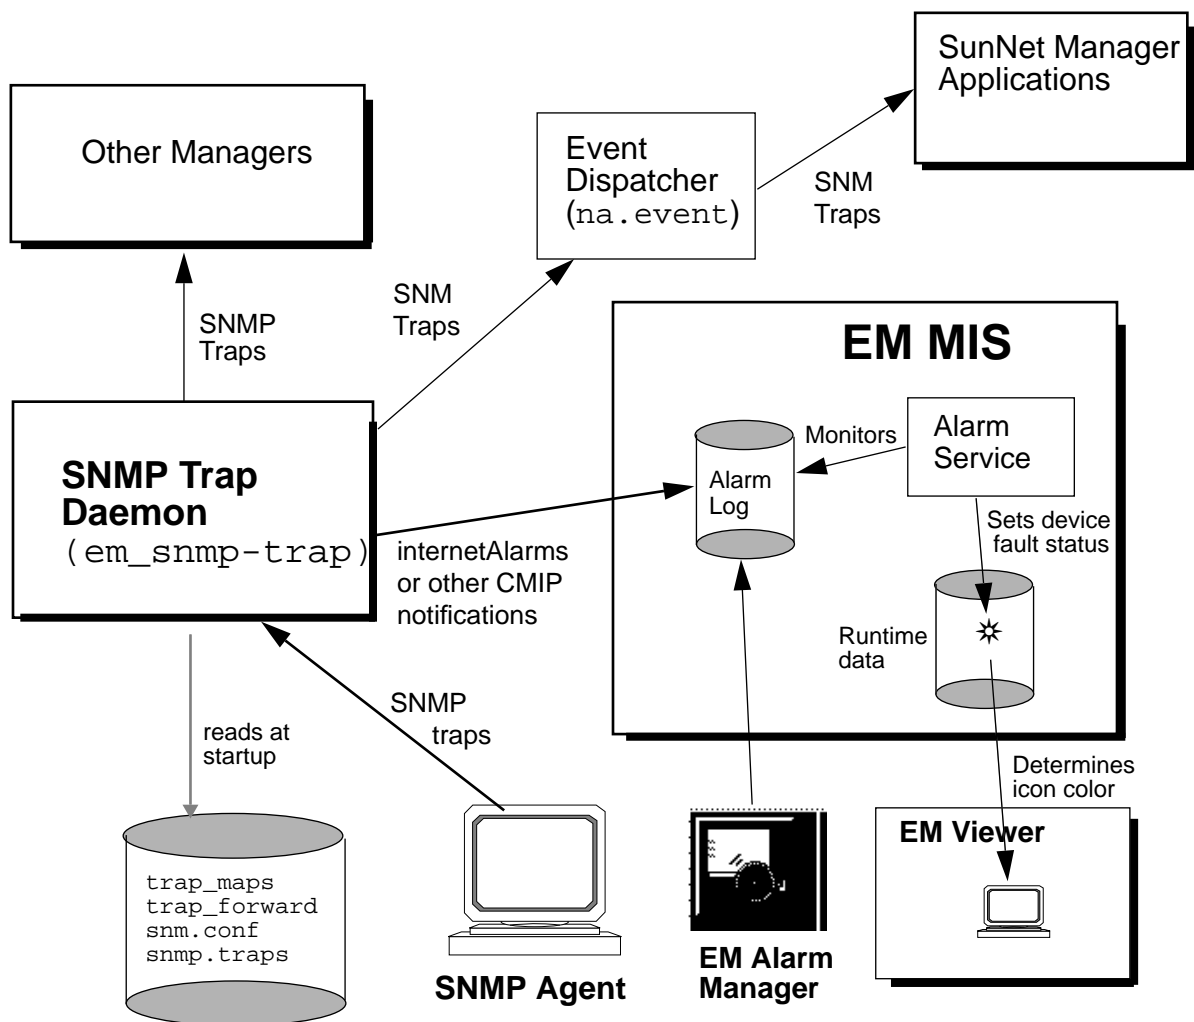 SunNet Manager
Applications
Other Managers
Event
Dispatcher
(na.event)
SNM
Traps
SNM
Traps
SNMP
Traps
EM MIS
SNMP Trap
Daemon
(em_snmp-trap)
Monitors
Alarm
Service
Alarm
Log
Sets device
fault status
internetAlarms
or other CMIP
notifications
Runtime
data
SNMP
traps
reads at
startup
Determines
icon color
EM Viewer
trap_maps
trap_forward
snm.conf
snmp.traps
SNMP Agent
EM Alarm
Manager